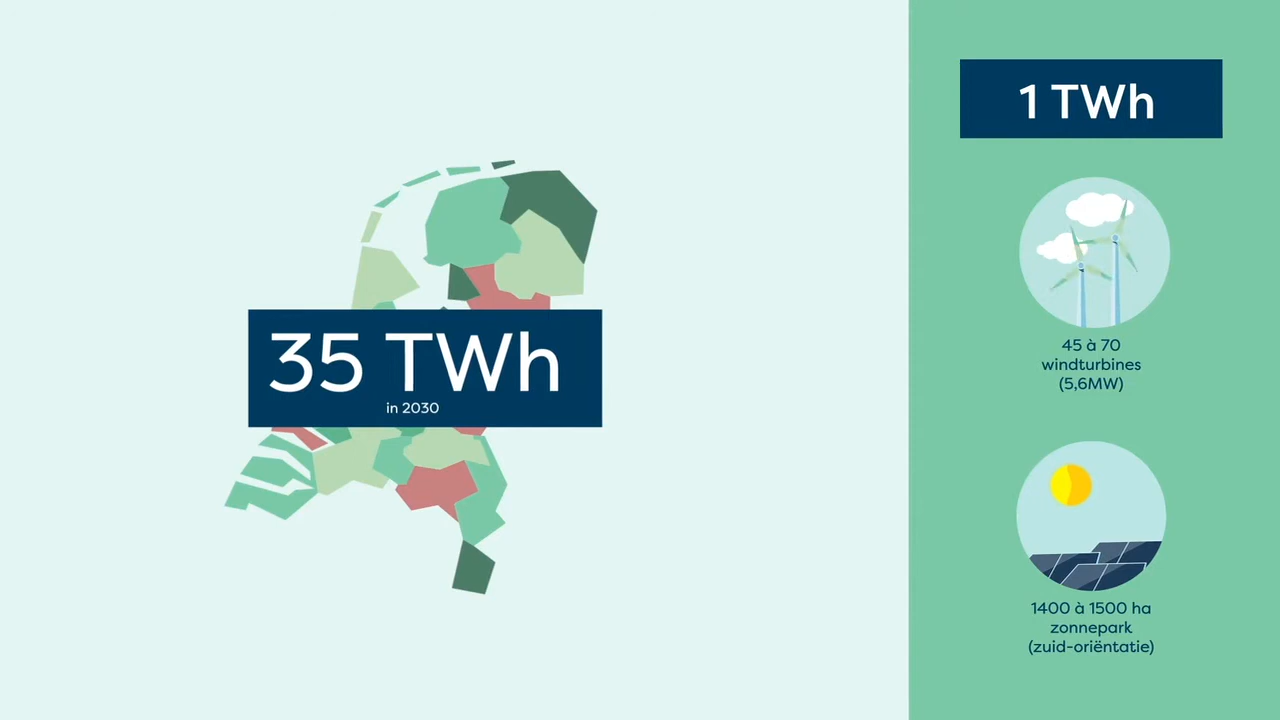 35 TWh
in 2030
1 TWh
45 à 70
windturbines
(5,6MW)
1400 à 1500 ha
zonnepark
(zuid-oriëntatie)